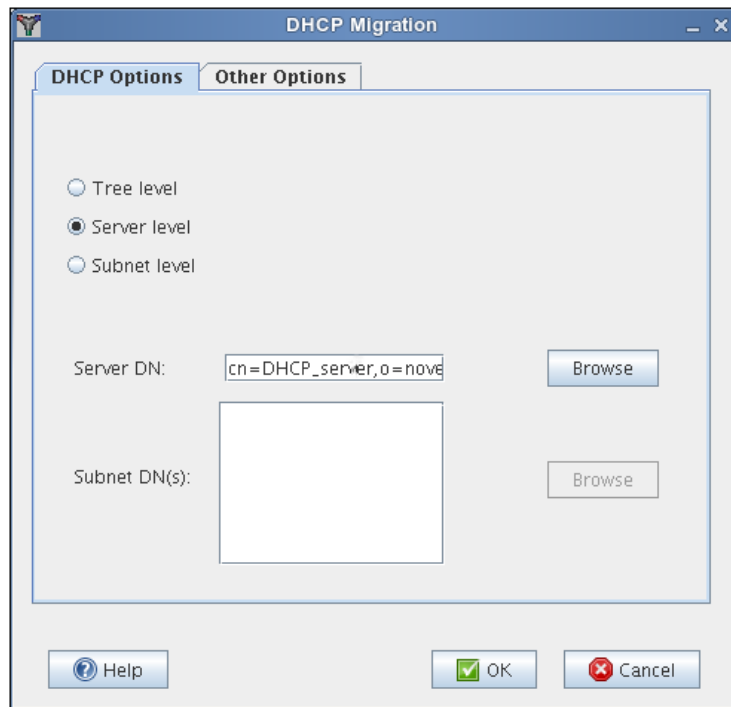 DHCP Migration
DHCP Options
Other Options
Tree level
Server level
Subnet level
Server DN:
cn=DHCP_server,o=nove
Browse
Subnet DN(s):
Browse
Help
OK
Cancel